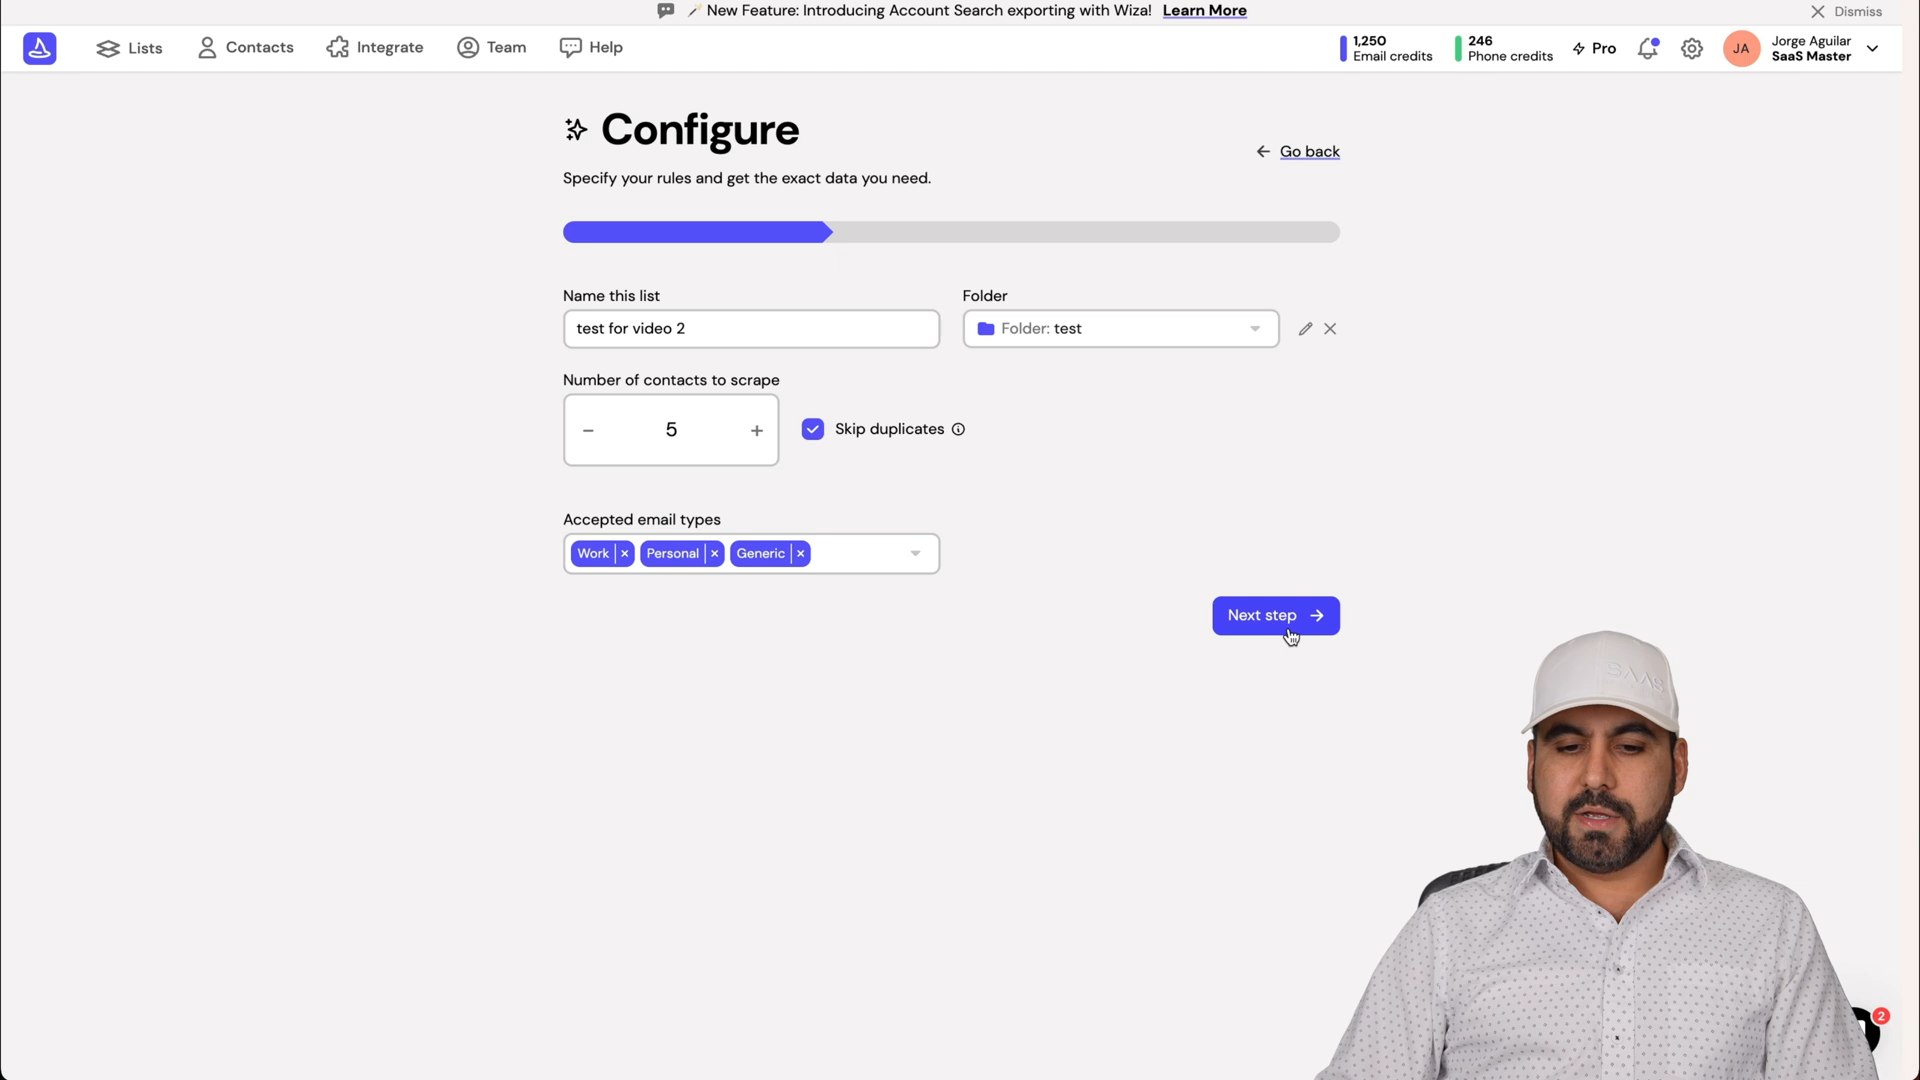 New Feature: Introducing Account Search exporting with Wiza! Learn More
Dismiss
Lists
Contacts
Integrate
Team
Help
1,250
Email credits
246
Phone credits
Pro
JA
Jorge Aguilar
SaaS Master
Configure
Go back
Specify your rules and get the exact data you need.
Name this list
Folder
test for video 2
Folder: test
Number of contacts to scrape
5
Skip duplicates
Accepted email types
Work
Personal
Generic
Next step
SAAS
2